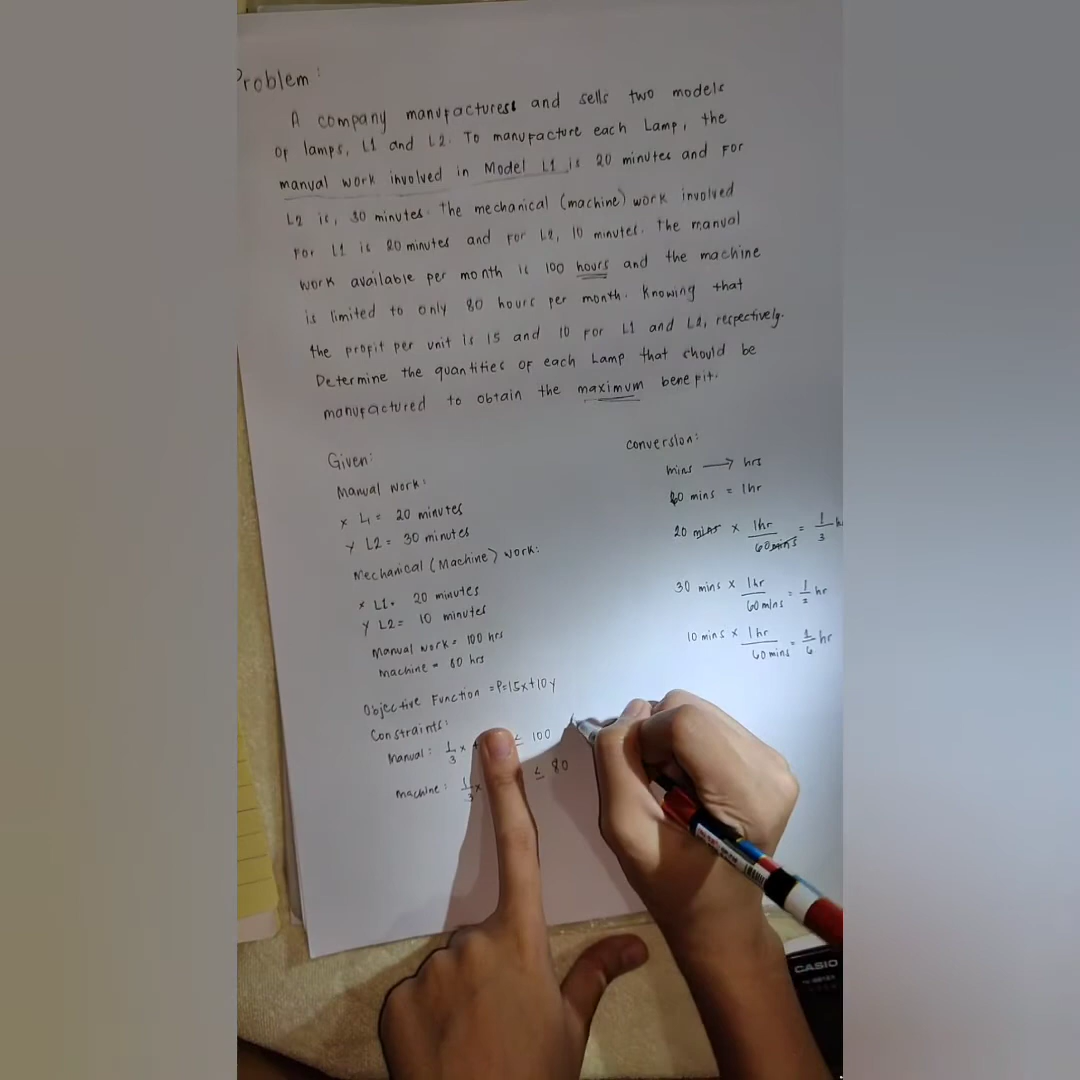 Problem:
A company manufactures and sells two models
of lamps, L1 and L2. To manufacture each Lamp, the
manual work involved in Model L1 is 20 minutes and for
L2 is, 30 minutes. The mechanical (machine) work involved
for L1 is 20 minutes and for L2, 10 minutes. The manual
work available per month is 100 hours and the machine
is limited to only 80 hours per month. Knowing that
the profit per unit is 15 and 10 for L1 and L2, respectively.
Determine the quantities of each Lamp that should be
manufactured to obtain the maximum benefit.
Given:
Manual work:
x L1 = 20 minutes
y L2 = 30 minutes
Mechanical (Machine) work:
x L1 = 20 minutes
y L2 = 10 minutes
Manual work = 100 hrs
machine = 80 hrs
Objective Function = P=15x+10y
Constraints:
Manual: 1/3 x + ≤ 100
machine: 1/3 x ≤ 80
Conversion:
mins → hrs
60 mins = 1hr
20 mins x 1hr/60mins = 1/3 h
30 mins x 1hr/60mins = 1/2 hr
10 mins x 1hr/60mins = 1/6 hr
CASIO